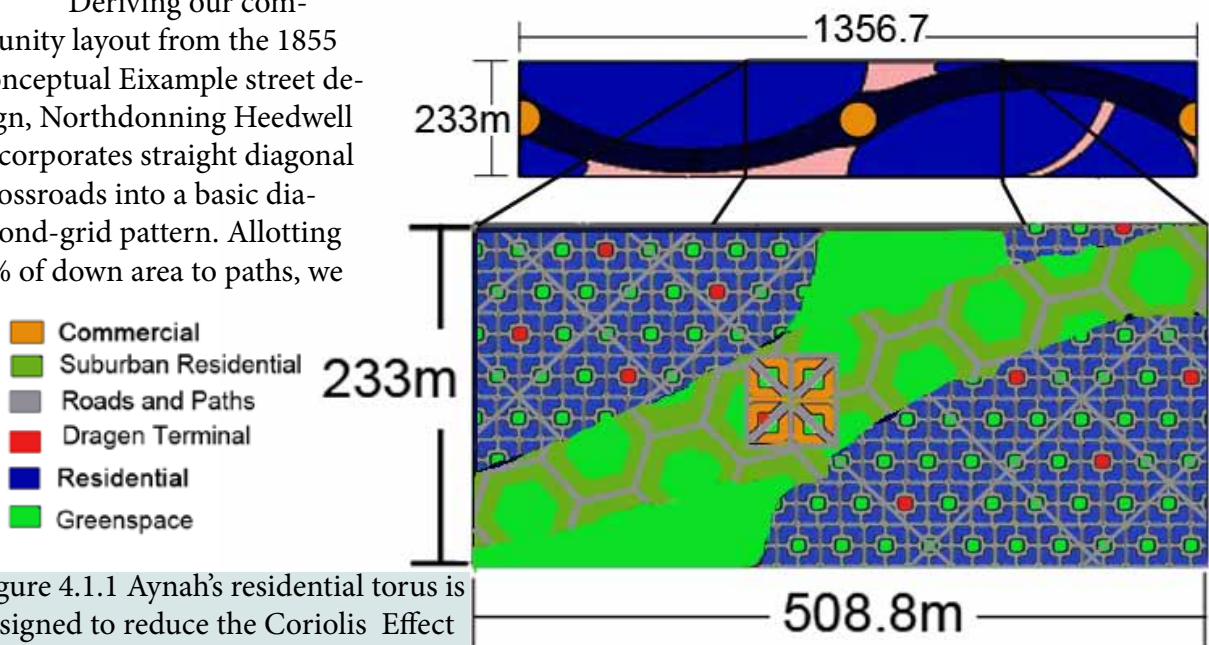 Deriving our com-
unity layout from the 1855
onceptual Eixample street de-
gn, Northdonning Heedwell
corporates straight diagonal
ossroads into a basic dia-
ond-grid pattern. Allotting
% of down area to paths, we
Commercial
Suburban Residential
Roads and Paths
Dragen Terminal
Residential
Greenspace
gure 4.1.1 Aynah's residential torus is
signed to reduce the Coriolis Effect
1356.7
233m
233m
508.8m